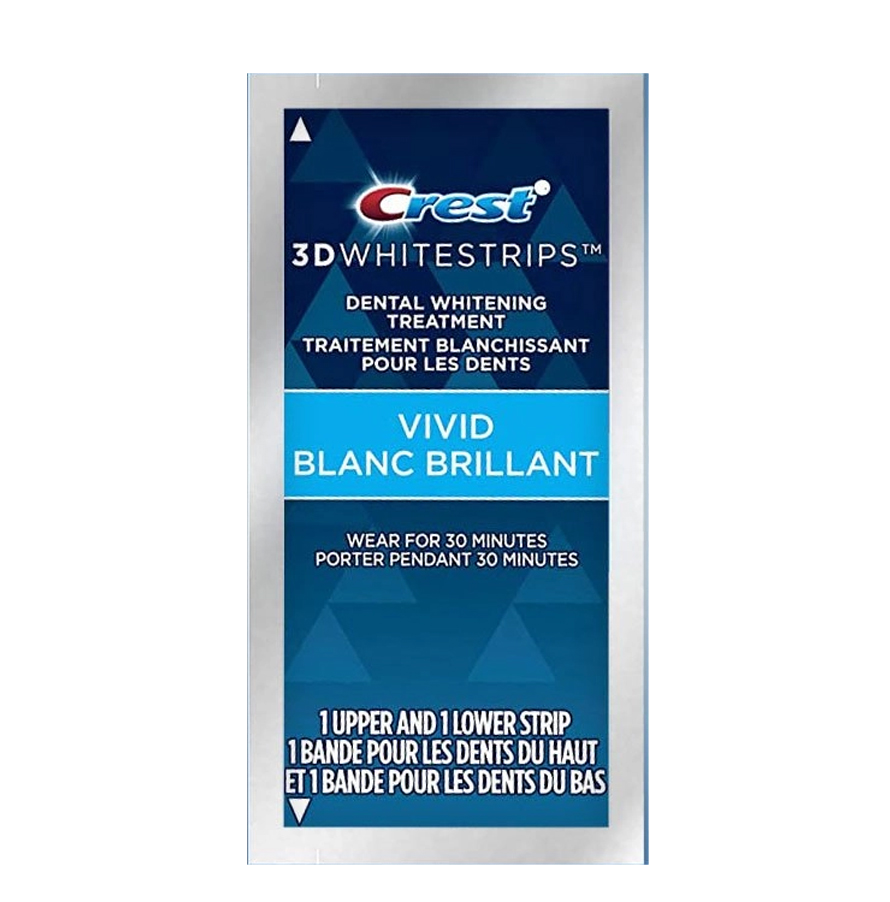 Crest
3DWHITESTRIPS™
DENTAL WHITENING
TREATMENT
TRAITEMENT BLANCHISSANT
POUR LES DENTS
VIVID
BLANC BRILLANT
WEAR FOR 30 MINUTES
PORTER PENDANT 30 MINUTES
1 UPPER AND 1 LOWER STRIP
1 BANDE POUR LES DENTS DU HAUT
ET 1 BANDE POUR LES DENTS DU BAS